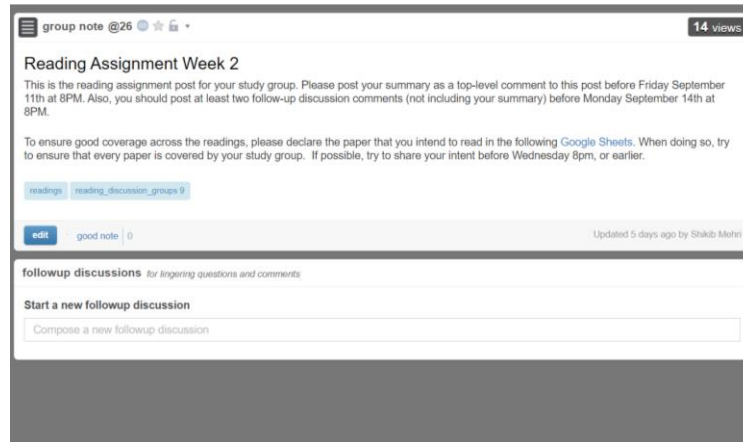 group note @26
14 views
Reading Assignment Week 2
This is the reading assignment post for your study group. Please post your summary as a top-level comment to this post before Friday September
11th at 8PM. Also, you should post at least two follow-up discussion comments (not including your summary) before Monday September 14th at
8PM.
To ensure good coverage across the readings, please declare the paper that you intend to read in the following Google Sheets. When doing so, try
to ensure that every paper is covered by your study group. If possible, try to share your intent before Wednesday 8pm, or earlier.
readings reading_discussion_groups 9
edit good note 0 Updated 5 days ago by Shikib Mehri
followup discussions for lingering questions and comments
Start a new followup discussion
Compose a new followup discussion